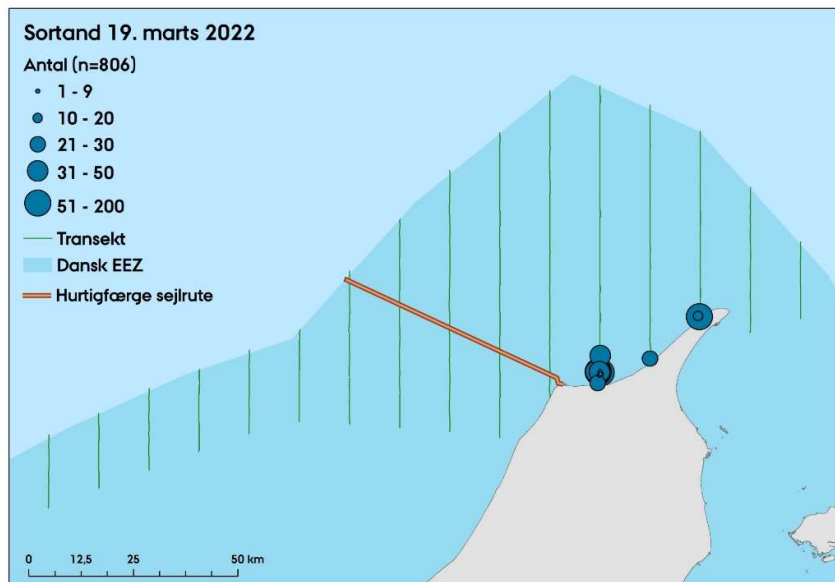 Sortand 19. marts 2022
Antal (n=806)
1 - 9
10 - 20
21 - 30
31 - 50
51 - 200
Transekt
Dansk EEZ
Hurtigfærge sejlrute
0 12,5 25 50 km